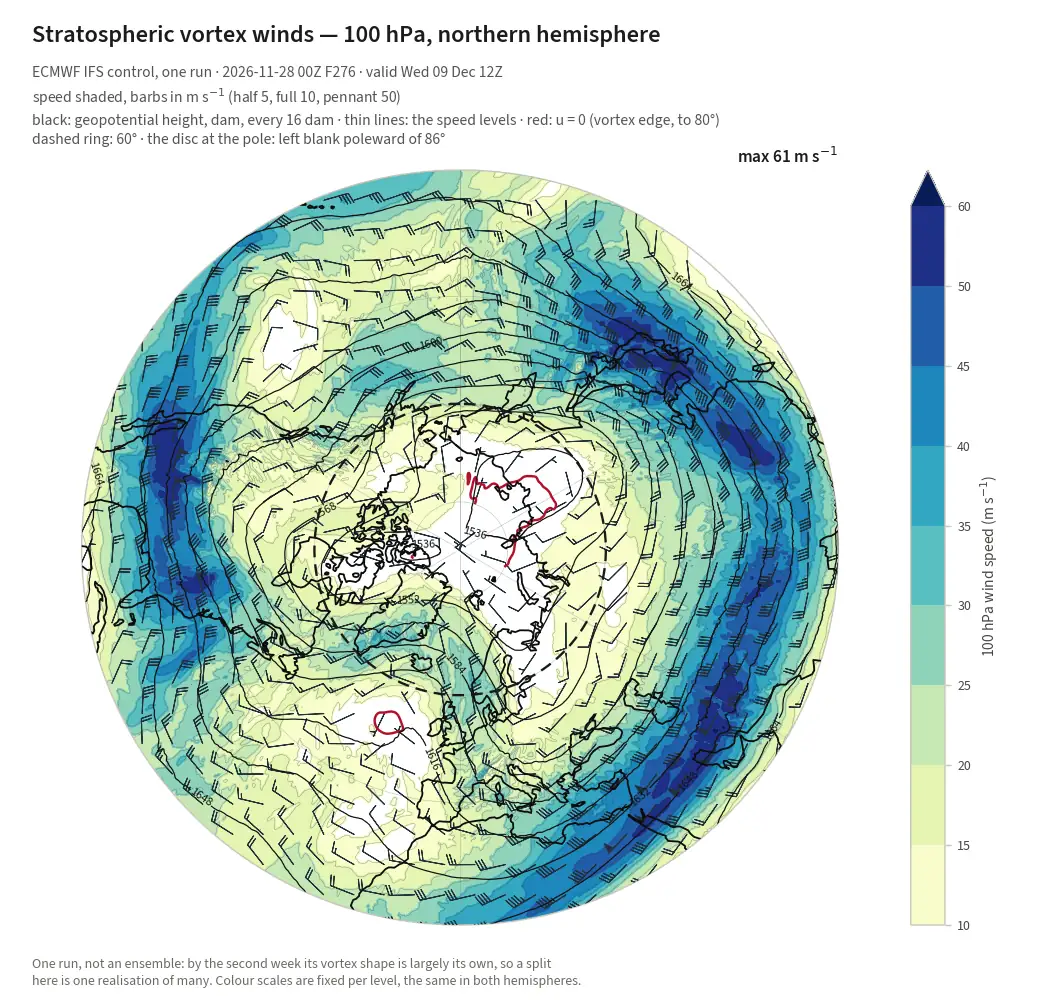 Stratospheric vortex winds — 100 hPa, northern hemisphere
ECMWF IFS control, one run · 2026-11-28 00Z F276 · valid Wed 09 Dec 12Z
speed shaded, barbs in m s⁻¹ (half 5, full 10, pennant 50)
black: geopotential height, dam, every 16 dam · thin lines: the speed levels · red: u = 0 (vortex edge, to 80°)
dashed ring: 60° · the disc at the pole: left blank poleward of 86°
max 61 m s⁻¹
60
50
45
40
35
30
25
20
15
10
100 hPa wind speed (m s⁻¹)
1664
1600
1664
1568
1536
1536
1552
1584
1616
1648
1632
1648
One run, not an ensemble: by the second week its vortex shape is largely its own, so a split
here is one realisation of many. Colour scales are fixed per level, the same in both hemispheres.